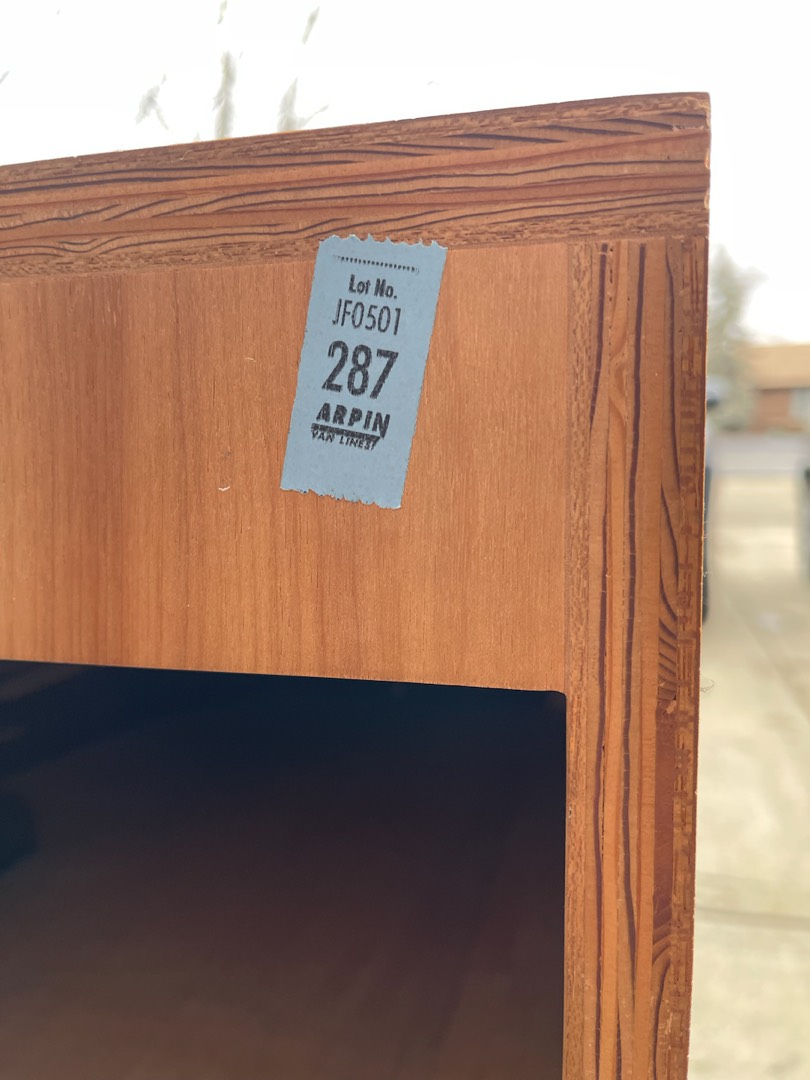 Lot No.
JF0501
287
ARPIN
VAN LINES